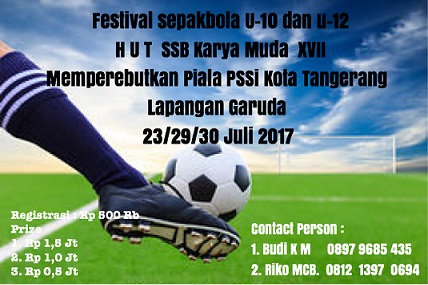 Festival sepakbola U-10 dan u-12
H U T SSB Karya Muda XVII
Memperebutkan Piala PSSi Kota Tangerang
Lapangan Garuda
23/29/30 Juli 2017
Registrasi : Rp 500 Rb
Prize
1. Rp 1,5 Jt
2. Rp 1,0 Jt
3. Rp 0,5 Jt
Contact Person :
1. Budi K M 0897 9685 435
2. Riko MCB. 0812 1397 0694